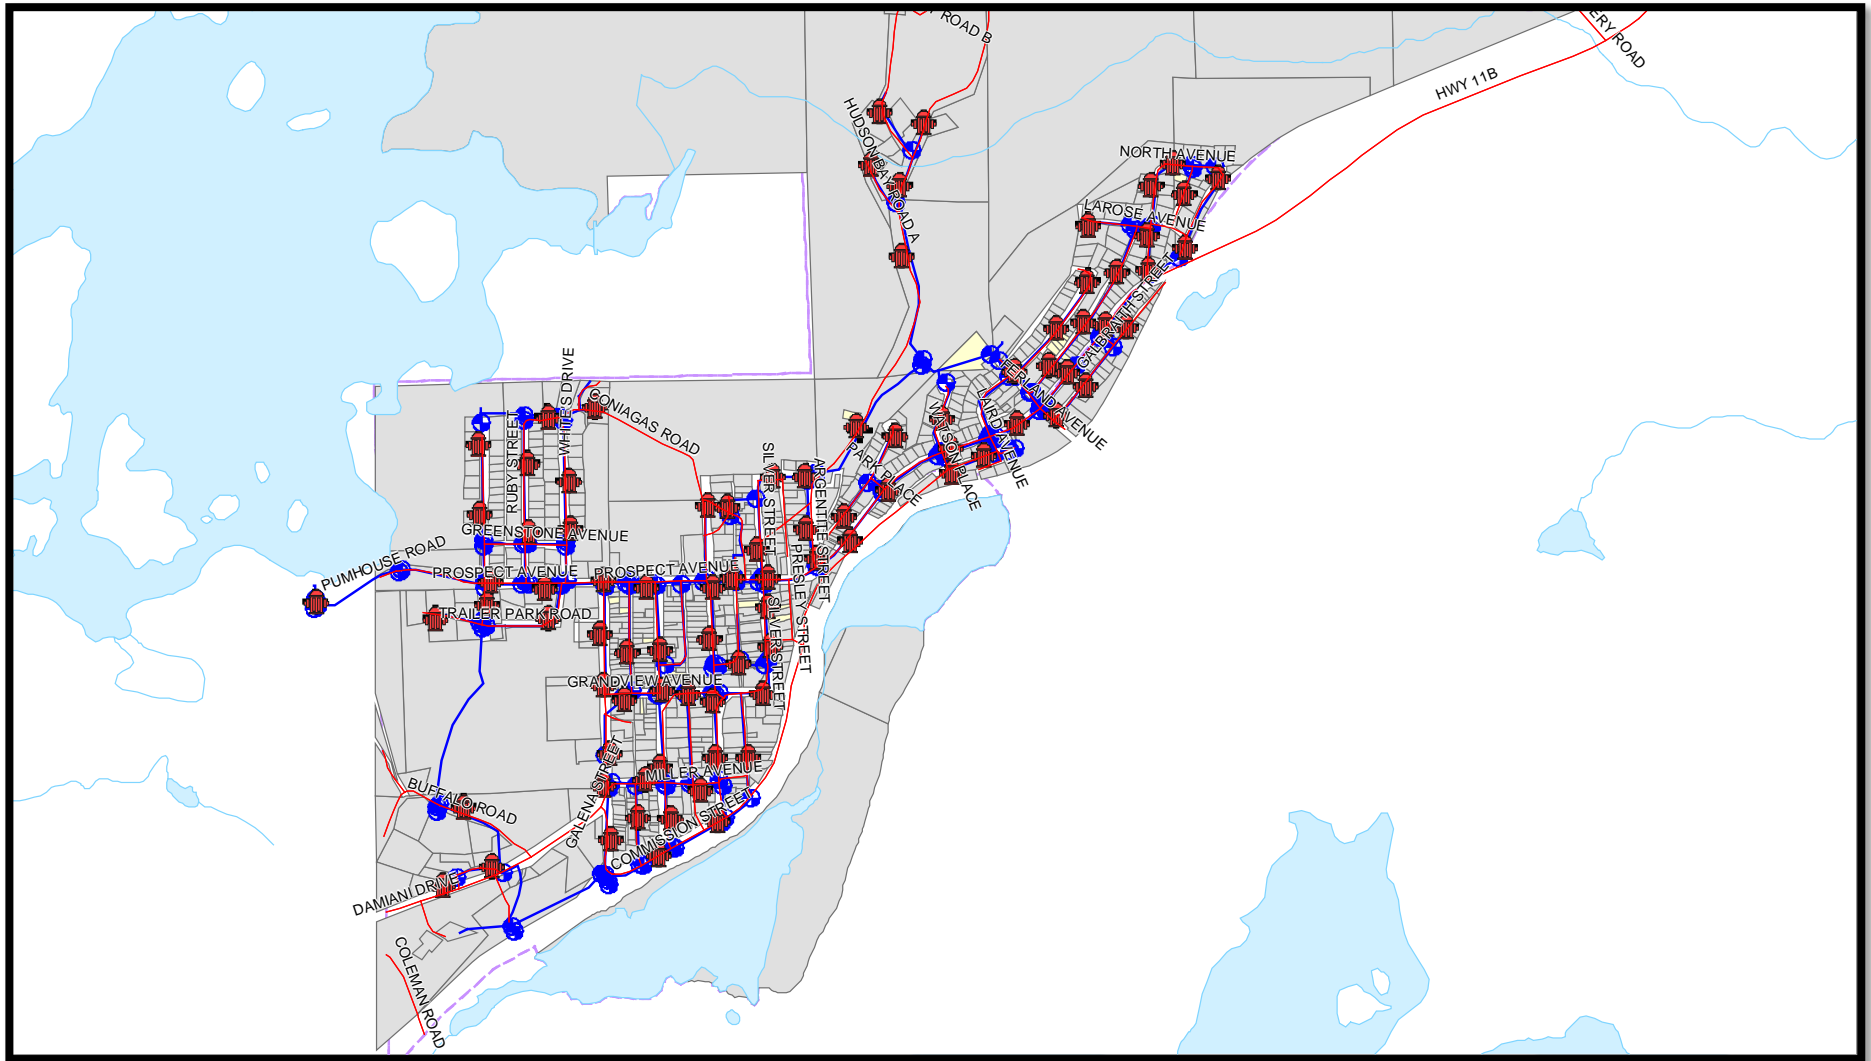 ROAD B
ERY ROAD
HWY 11B
HUDSON BAY ROAD A
NORTH AVENUE
LAROSE AVENUE
GALBRAITH STREET
FERLAND AVENUE
LAIRD AVENUE
WATSON PLACE
PARK PLACE
WHITE'S DRIVE
CONIAGAS ROAD
RUBY STREET
SILVER STREET
ARGENTITE STREET
GREENSTONE AVENUE
PUMHOUSE ROAD
PROSPECT AVENUE
PROSPECT AVENUE
PRESLEY STREET
TRAILER PARK ROAD
SILVER STREET
GRANDVIEW AVENUE
GALENA STREET
MILLER AVENUE
BUFFALO ROAD
COMMISSION STREET
DAMIANI DRIVE
COLEMAN ROAD